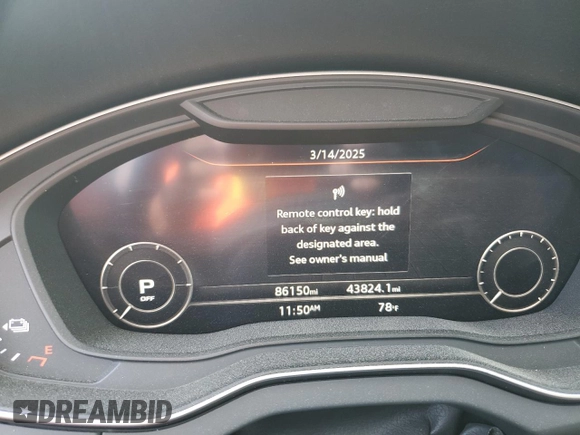 3/14/2025
Remote control key: hold
back of key against the
designated area.
See owner's manual
P
OFF
86150mi 43824.1mi
11:50AM 78°F
E
DREAMBID